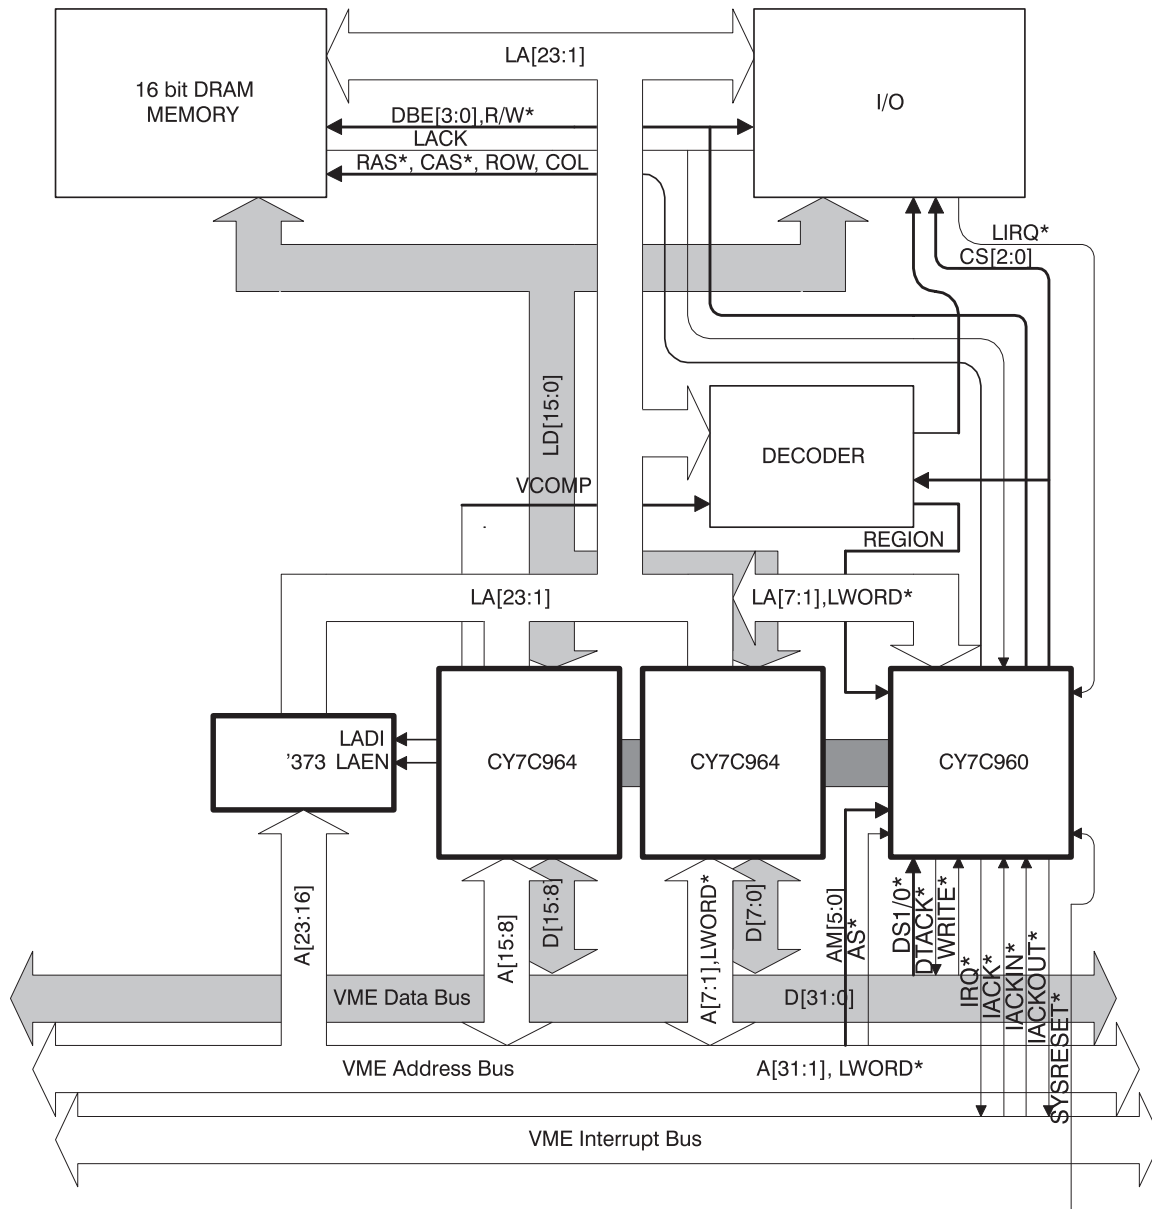 LA[23:1]
16 bit DRAM
MEMORY
I/O
DBE[3:0],R/W*
LACK
RAS*, CAS*, ROW, COL
LIRQ*
CS[2:0]
LD[15:0]
DECODER
VCOMP
REGION
LA[23:1]
LA[7:1],LWORD*
LADI
'373 LAEN
CY7C964
CY7C964
CY7C960
A[23:16]
A[15:8]
D[15:8]
A[7:1],LWORD*
D[7:0]
AM[5:0]
AS*
DS1/0*
DTACK*
WRITE*
IRQ*
IACK*
IACKIN*
IACKOUT*
SYSRESET*
VME Data Bus
D[31:0]
VME Address Bus
A[31:1], LWORD*
VME Interrupt Bus